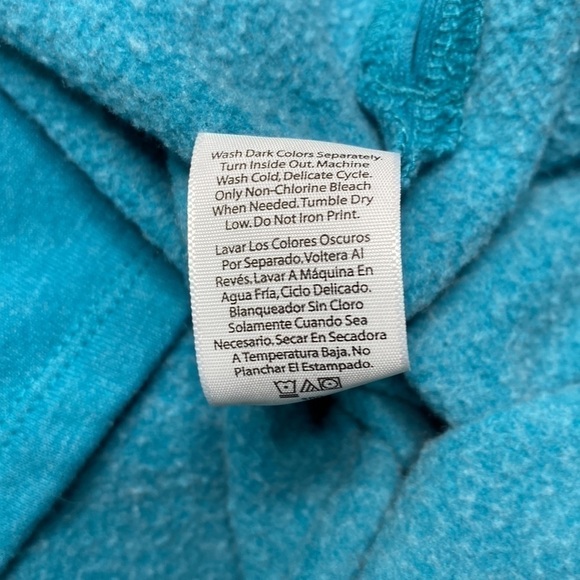 Wash Dark Colors Separately.
Turn Inside Out. Machine
Wash Cold, Delicate Cycle.
Only Non-Chlorine Bleach
When Needed. Tumble Dry
Low. Do Not Iron Print.
Lavar Los Colores Oscuros
Por Separado. Voltera Al
Revés. Lavar A Máquina En
Agua Fría, Ciclo Delicado.
Blanqueador Sin Cloro
Solamente Cuando Sea
Necesario. Secar En Secadora
A Temperatura Baja. No
Planchar El Estampado.